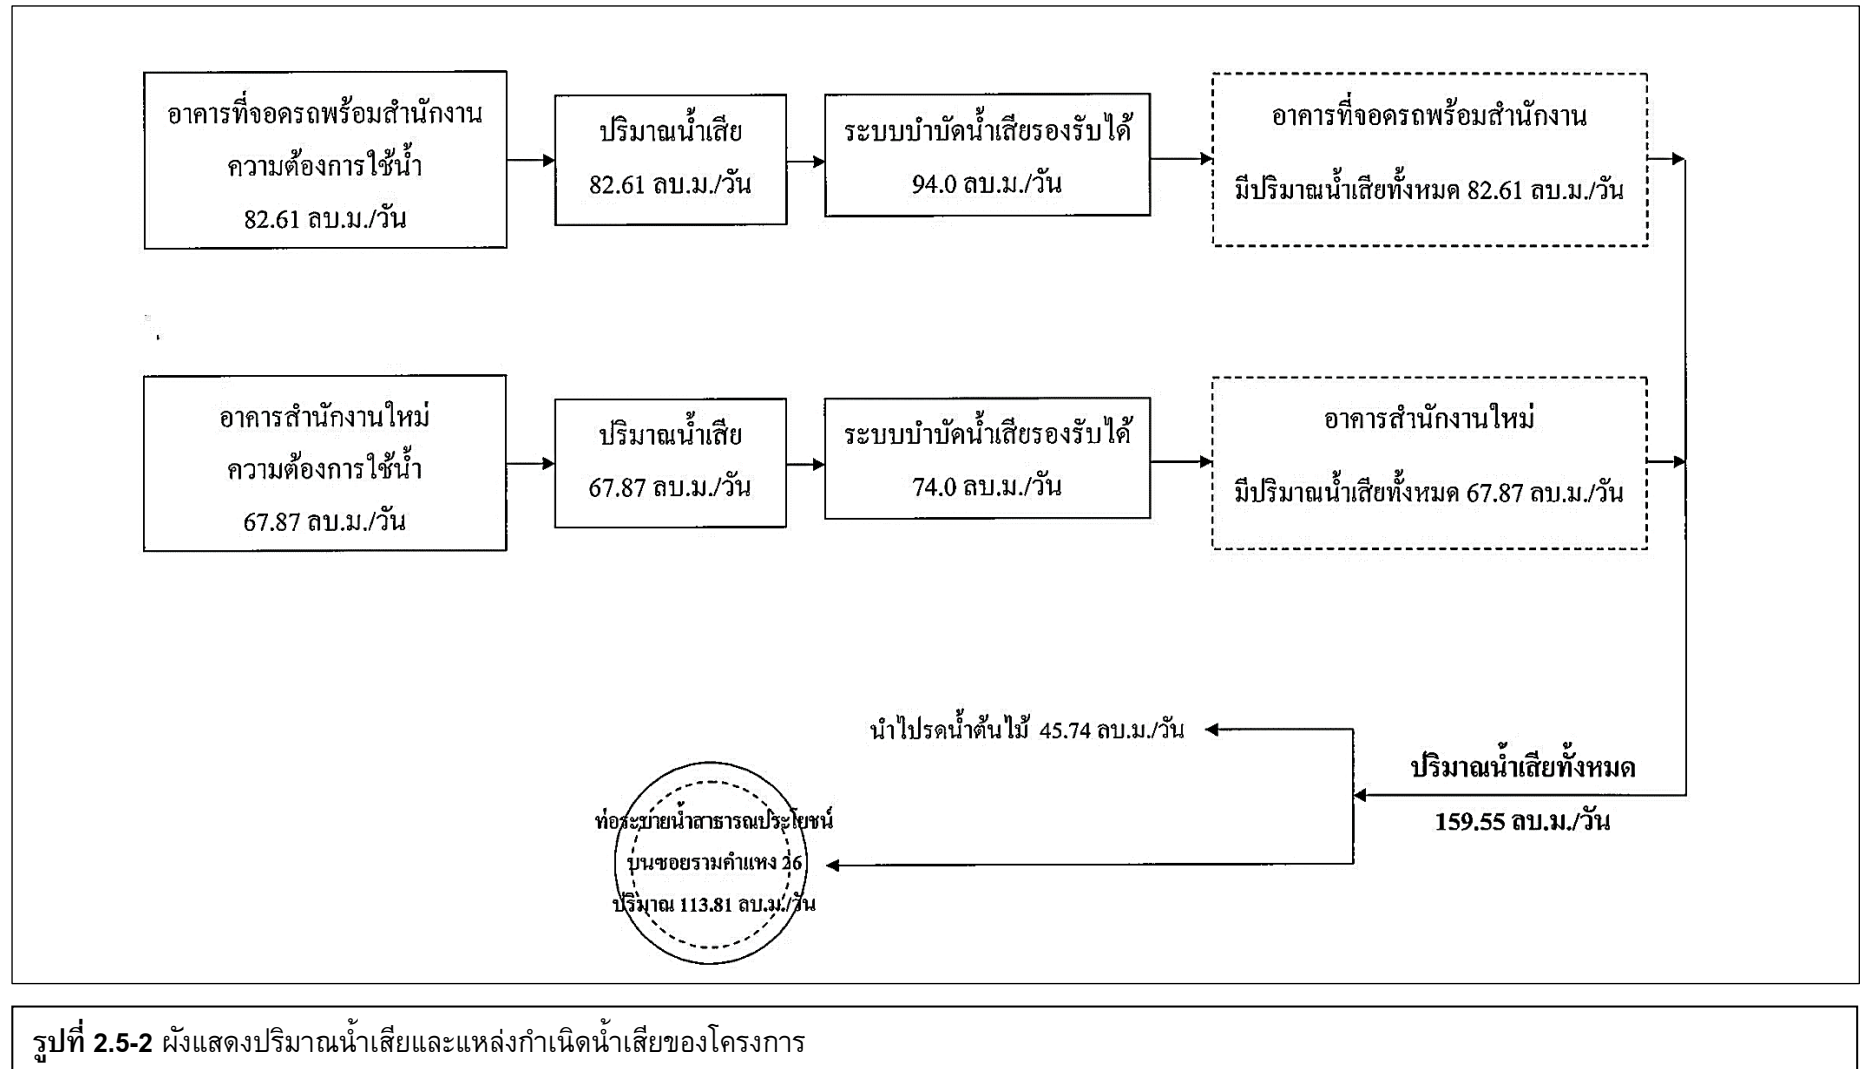 อาคารที่จอดรถพร้อมสำนักงาน
ความต้องการใช้น้ำ
82.61 ลบ.ม./วัน
ปริมาณน้ำเสีย
82.61 ลบ.ม./วัน
ระบบบำบัดน้ำเสียรองรับได้
94.0 ลบ.ม./วัน
อาคารที่จอดรถพร้อมสำนักงาน
มีปริมาณน้ำเสียทั้งหมด 82.61 ลบ.ม./วัน
อาคารสำนักงานใหม่
ความต้องการใช้น้ำ
67.87 ลบ.ม./วัน
ปริมาณน้ำเสีย
67.87 ลบ.ม./วัน
ระบบบำบัดน้ำเสียรองรับได้
74.0 ลบ.ม./วัน
อาคารสำนักงานใหม่
มีปริมาณน้ำเสียทั้งหมด 67.87 ลบ.ม./วัน
นำไปรดน้ำต้นไม้ 45.74 ลบ.ม./วัน
ปริมาณน้ำเสียทั้งหมด
159.55 ลบ.ม./วัน
ท่อระบายน้ำสาธารณประโยชน์
บนซอยรามคำแหง 26
ปริมาณ 113.81 ลบ.ม./วัน
รูปที่ 2.5-2 ผังแสดงปริมาณน้ำเสียและแหล่งกำเนิดน้ำเสียของโครงการ